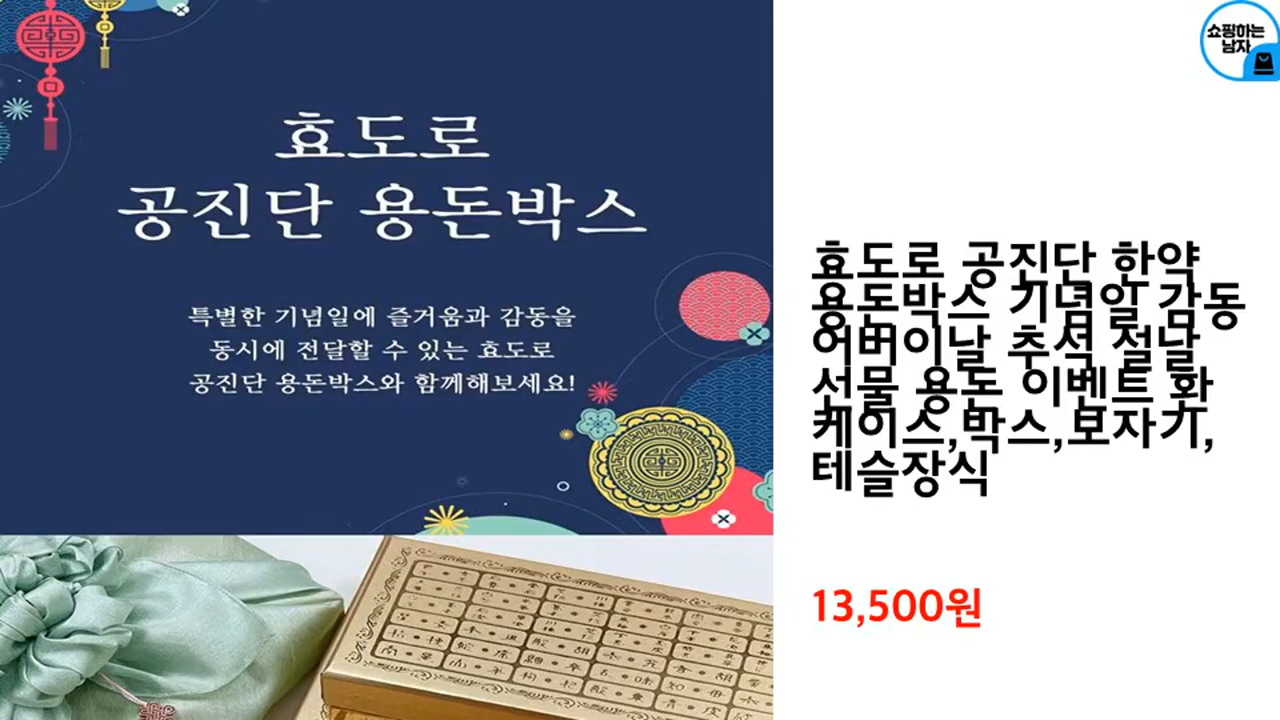 쇼핑하는
남자
효도로
공진단 용돈박스
특별한 기념일에 즐거움과 감동을
동시에 전달할 수 있는 효도로
공진단 용돈박스와 함께해보세요!
효도로 공진단 한약
용돈박스 기념일 감동
어버이날 추석 설날
선물 용돈 이벤트 환
케이스,박스,보자기,
테슬장식
13,500원